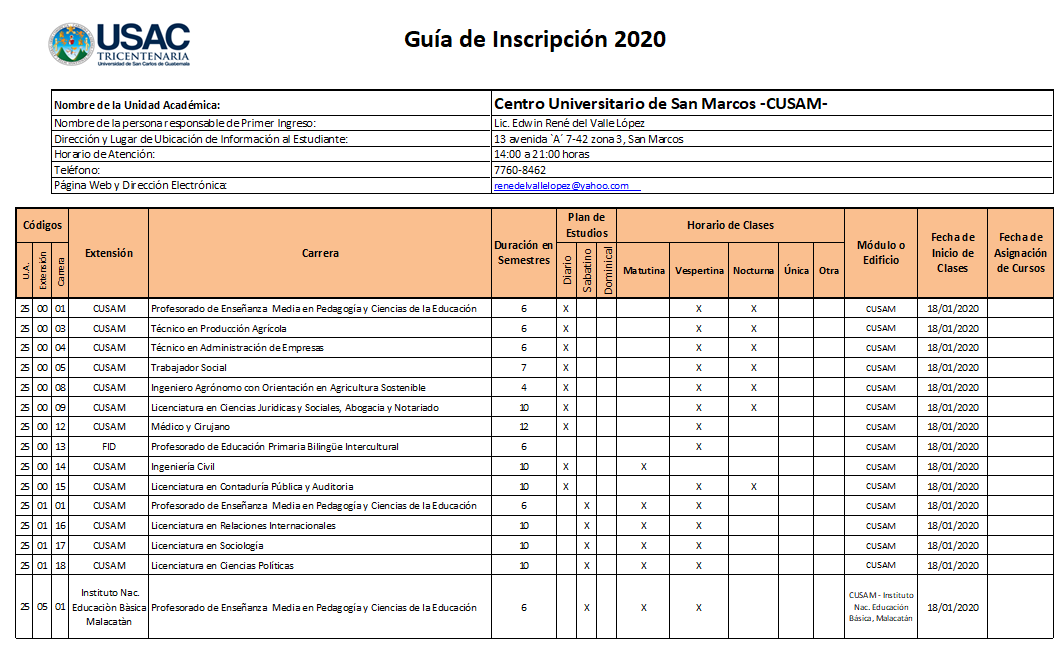 USAC
TRICENTENARIA
Universidad de San Carlos de Guatemala
Guía de Inscripción 2020
Nombre de la Unidad Académica: Centro Universitario de San Marcos -CUSAM-
Nombre de la persona responsable de Primer Ingreso: Lic. Edwin René del Valle López
Dirección y Lugar de Ubicación de Información al Estudiante: 13 avenida `A´ 7-42 zona 3, San Marcos
Horario de Atención: 14:00 a 21:00 horas
Teléfono: 7760-8462
Página Web y Dirección Electrónica: renedelvallelopez@yahoo.com
Códigos Extensión Carrera Duración en Semestres Plan de Estudios Horario de Clases Módulo o Edificio Fecha de Inicio de Clases Fecha de Asignación de Cursos
U.A. Extensión Carrera Diario Sabatino Dominical Matutina Vespertina Nocturna Única Otra
25 00 01 CUSAM Profesorado de Enseñanza Media en Pedagogía y Ciencias de la Educación 6 X X X CUSAM 18/01/2020
25 00 03 CUSAM Técnico en Producción Agrícola 6 X X X CUSAM 18/01/2020
25 00 04 CUSAM Técnico en Administración de Empresas 6 X X X CUSAM 18/01/2020
25 00 05 CUSAM Trabajador Social 7 X X X CUSAM 18/01/2020
25 00 08 CUSAM Ingeniero Agrónomo con Orientación en Agricultura Sostenible 4 X X X CUSAM 18/01/2020
25 00 09 CUSAM Licenciatura en Ciencias Juridicas y Sociales, Abogacia y Notariado 10 X X X CUSAM 18/01/2020
25 00 12 CUSAM Médico y Cirujano 12 X X CUSAM 18/01/2020
25 00 13 FID Profesorado de Educación Primaria Bilingüe Intercultural 6 X CUSAM 18/01/2020
25 00 14 CUSAM Ingeniería Civil 10 X X CUSAM 18/01/2020
25 00 15 CUSAM Licenciatura en Contaduría Pública y Auditoria 10 X X X CUSAM 18/01/2020
25 01 01 CUSAM Profesorado de Enseñanza Media en Pedagogía y Ciencias de la Educación 6 X X X CUSAM 18/01/2020
25 01 16 CUSAM Licenciatura en Relaciones Internacionales 10 X X X CUSAM 18/01/2020
25 01 17 CUSAM Licenciatura en Sociología 10 X X X CUSAM 18/01/2020
25 01 18 CUSAM Licenciatura en Ciencias Políticas 10 X X X CUSAM 18/01/2020
25 05 01 Instituto Nac. Educaciòn Bàsica Malacatàn Profesorado de Enseñanza Media en Pedagogía y Ciencias de la Educación 6 X X X CUSAM - Instituto Nac. Educación Básica, Malacatán 18/01/2020